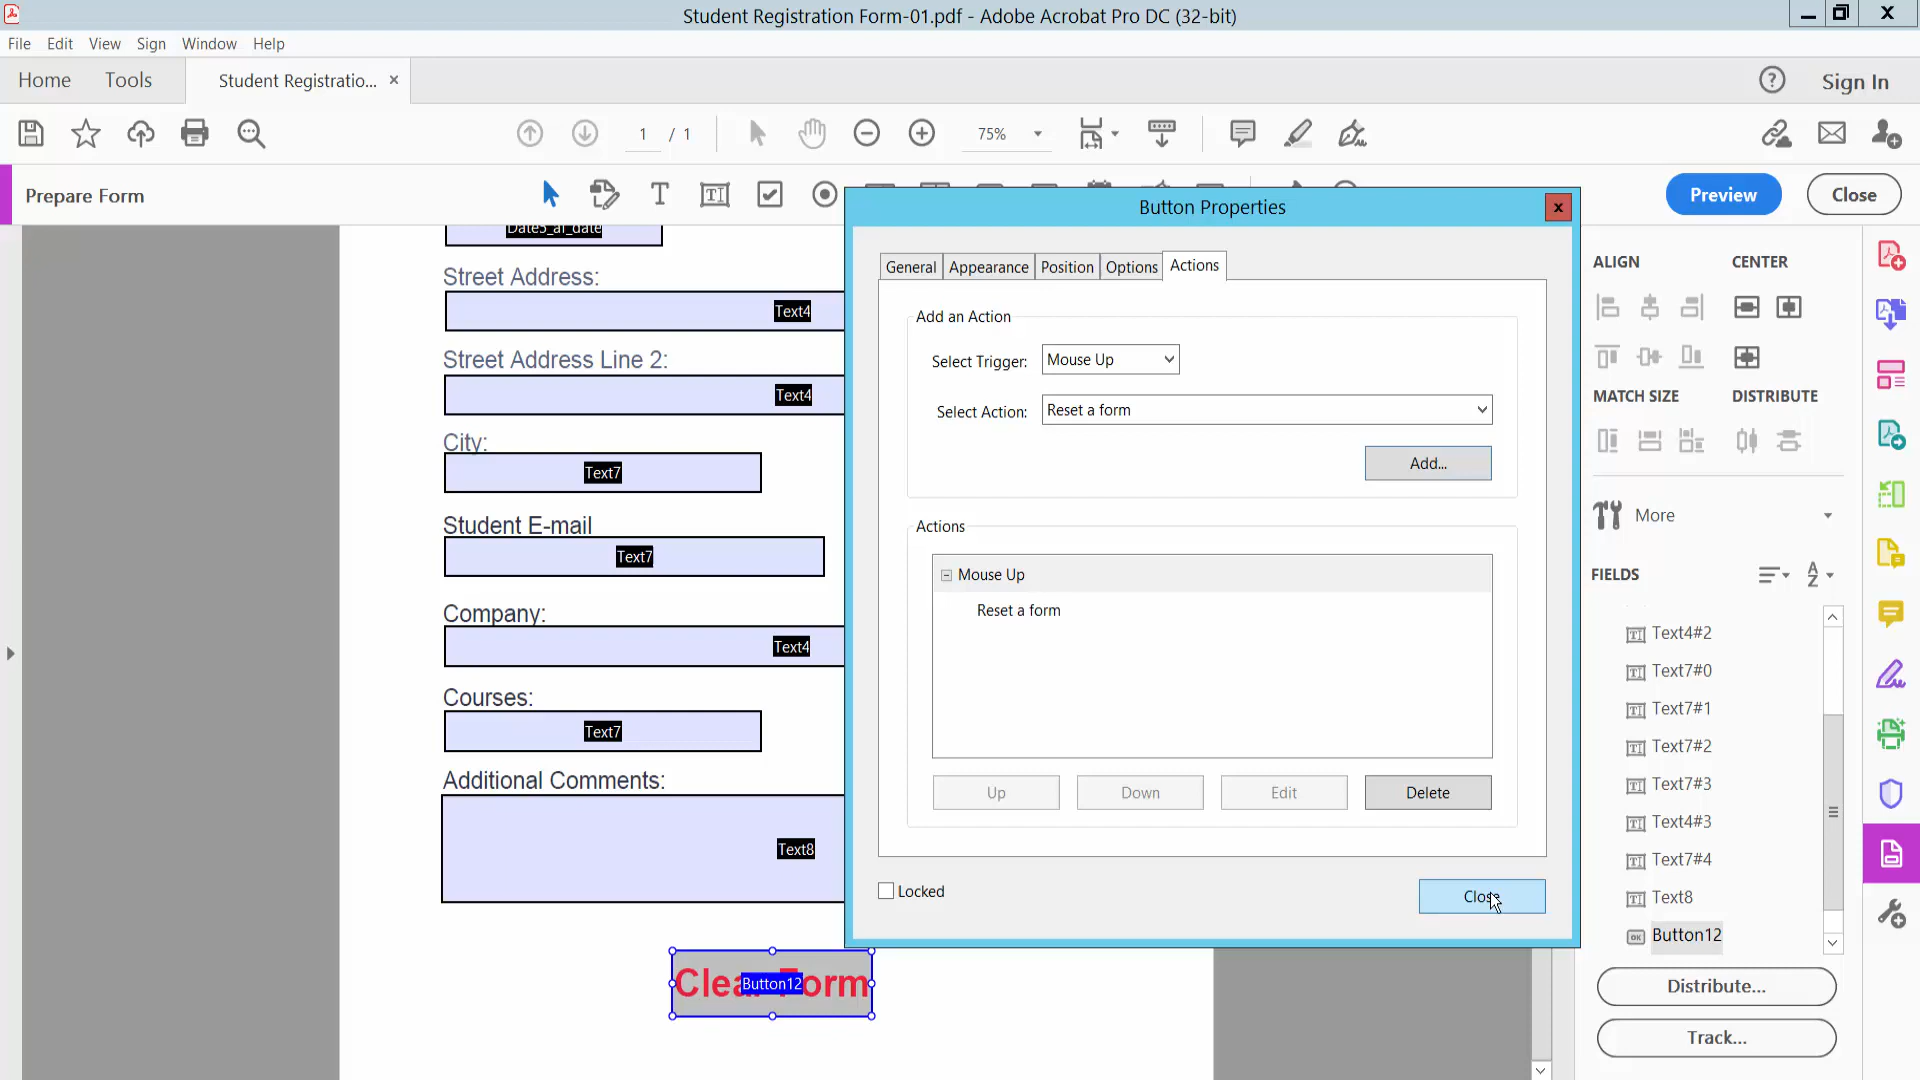 Student Registration Form-01.pdf - Adobe Acrobat Pro DC (32-bit)
File Edit View Sign Window Help
Home Tools Student Registratio... × Sign In
1 / 1 75%
Prepare Form Preview Close
Date5_af_date
Street Address:
Text4
Street Address Line 2:
Text4
City:
Text7
Student E-mail
Text7
Company:
Text4
Courses:
Text7
Additional Comments:
Text8
Clear Form
Button12
Button Properties
General Appearance Position Options Actions
Add an Action
Select Trigger: Mouse Up
Select Action: Reset a form
Add...
Actions
Mouse Up
Reset a form
Up Down Edit Delete
Locked Close
ALIGN CENTER
MATCH SIZE DISTRIBUTE
More
FIELDS
Text4#2
Text7#0
Text7#1
Text7#2
Text7#3
Text4#3
Text7#4
Text8
Button12
Distribute...
Track...